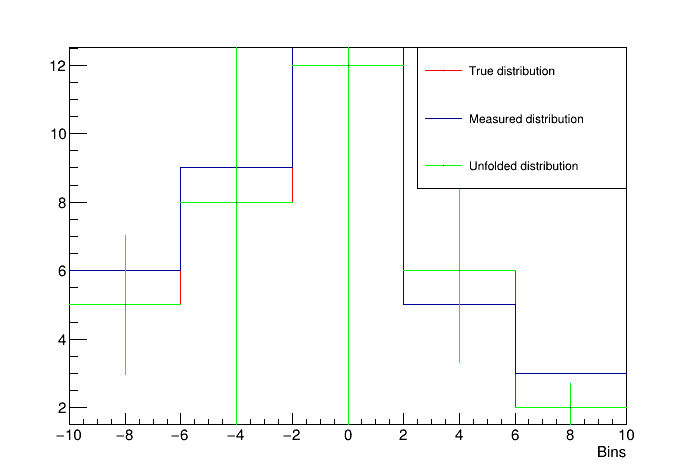 12
10
8
6
4
2
True distribution
Measured distribution
Unfolded distribution
−10 −8 −6 −4 −2 0 2 4 6 8 10
Bins